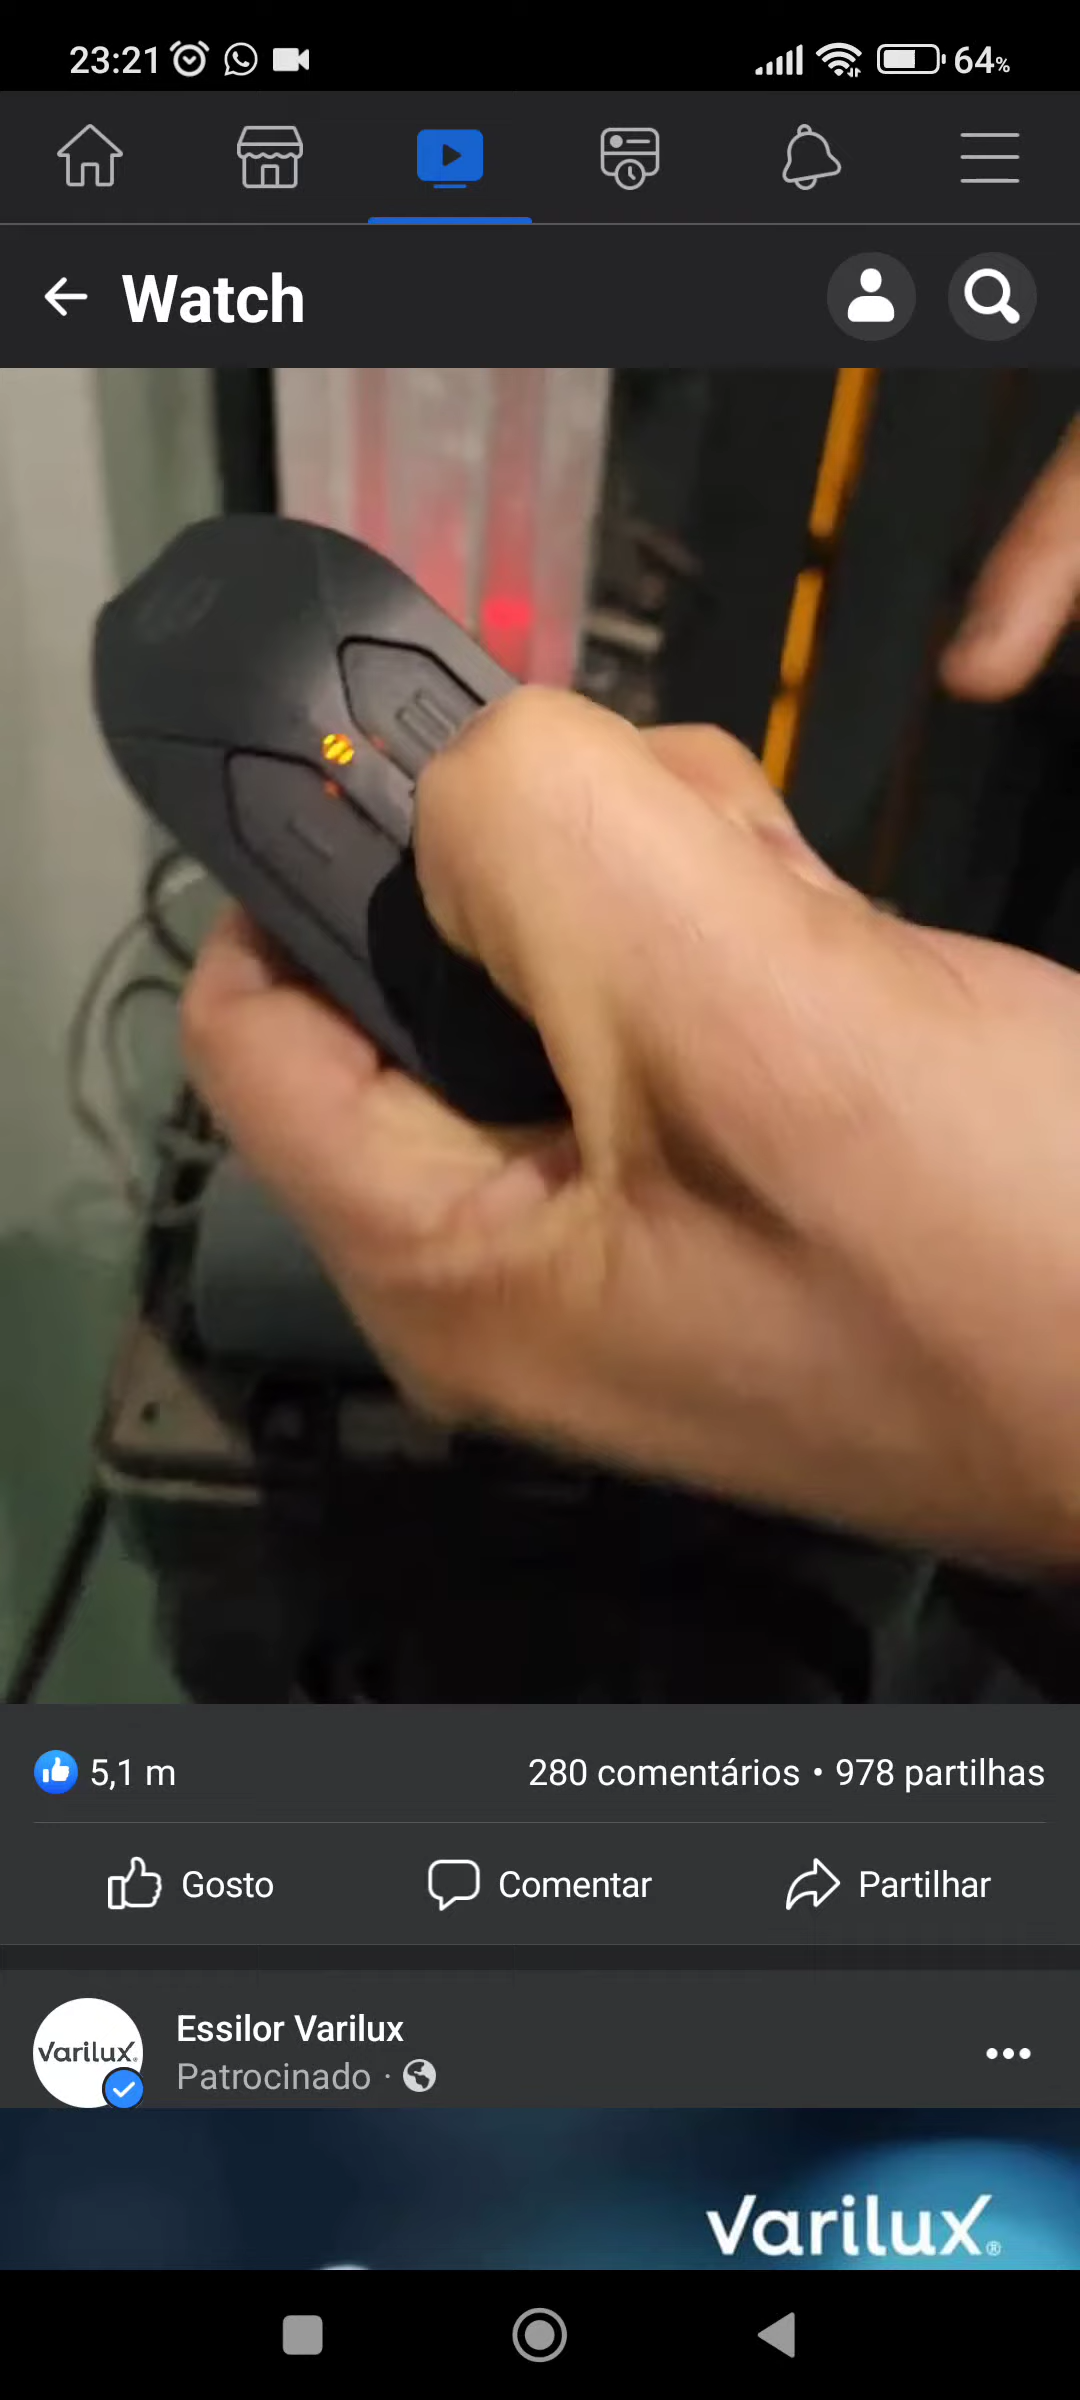 23:21
64%
Watch
5,1 m
280 comentários • 978 partilhas
Gosto
Comentar
Partilhar
varilux®
Essilor Varilux
Patrocinado ·
varilux®